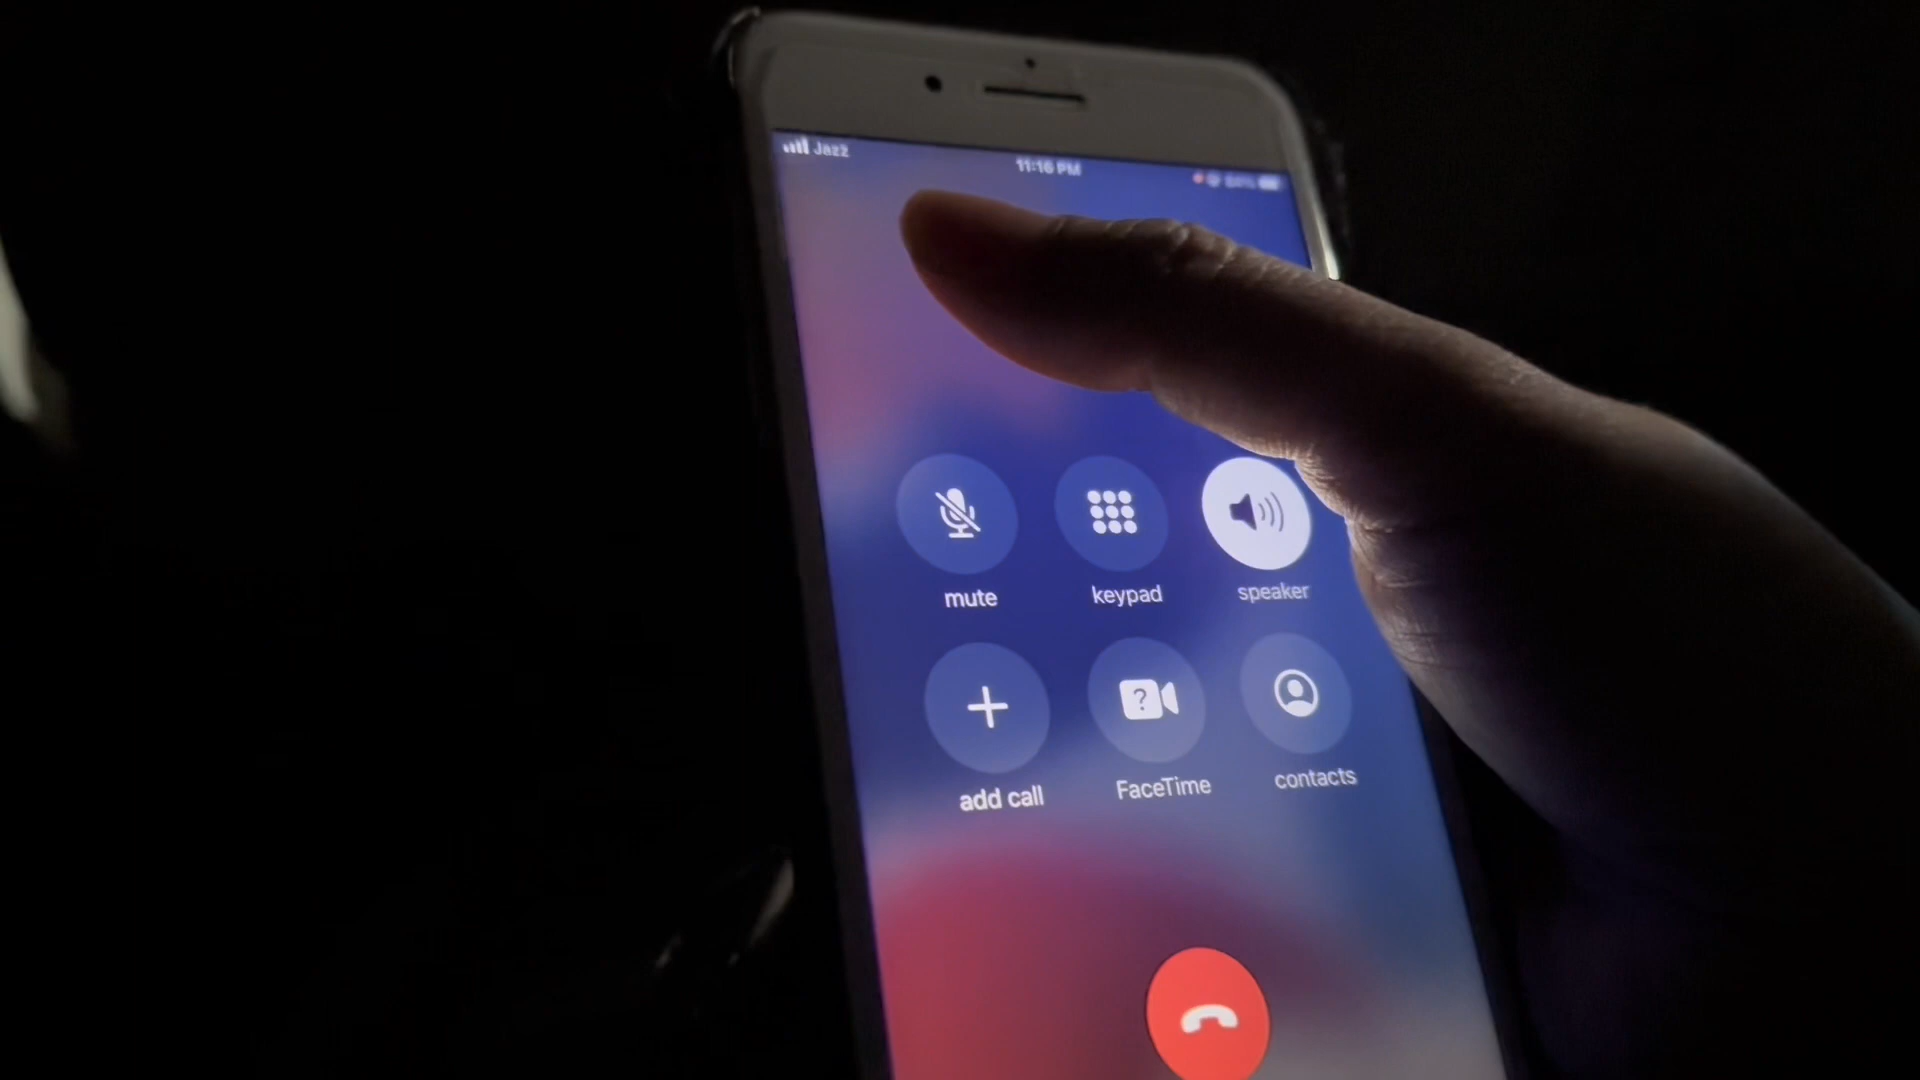 Jazz
11:16 PM
mute
keypad
speaker
add call
FaceTime
contacts